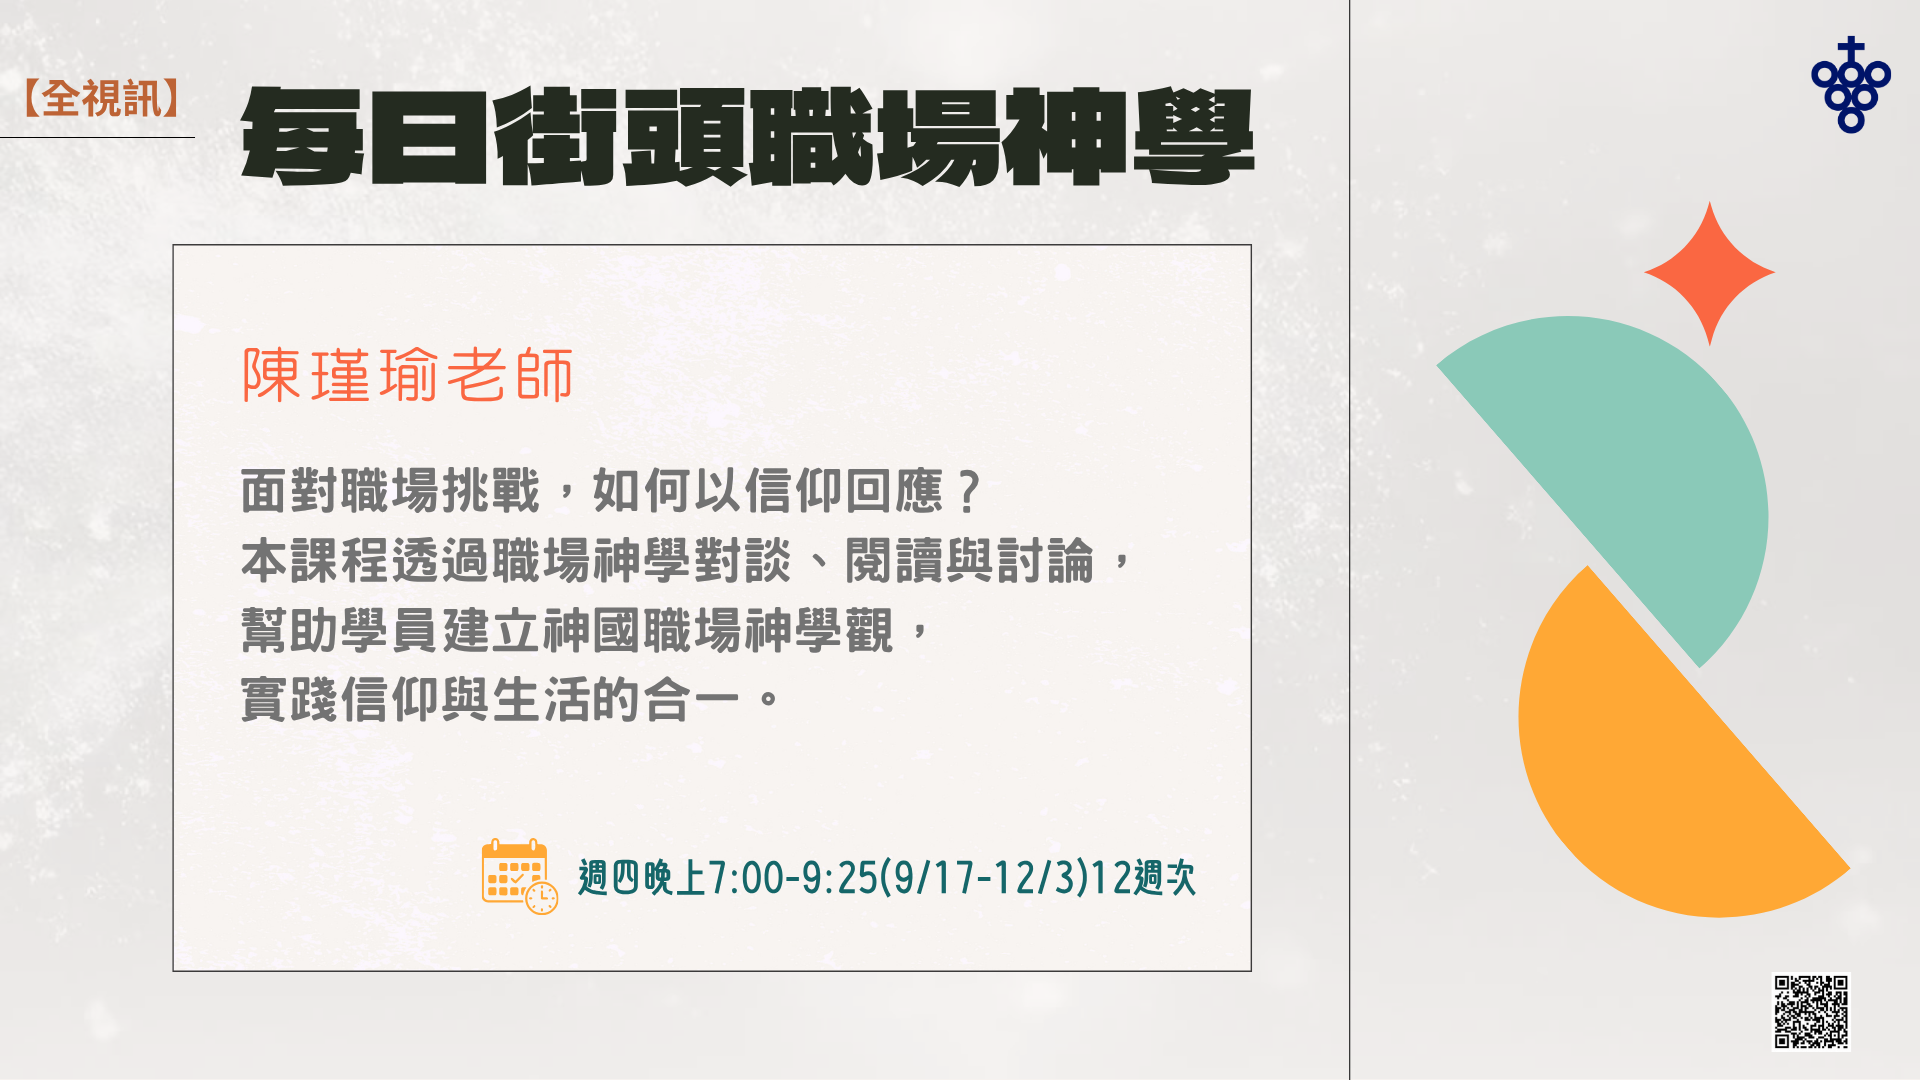 【全視訊】
每日街頭職場神學
陳瑾瑜老師
面對職場挑戰，如何以信仰回應？
本課程透過職場神學對談、閱讀與討論，
幫助學員建立神國職場神學觀，
實踐信仰與生活的合一。
週四晚上7:00-9:25(9/17-12/3)12週次